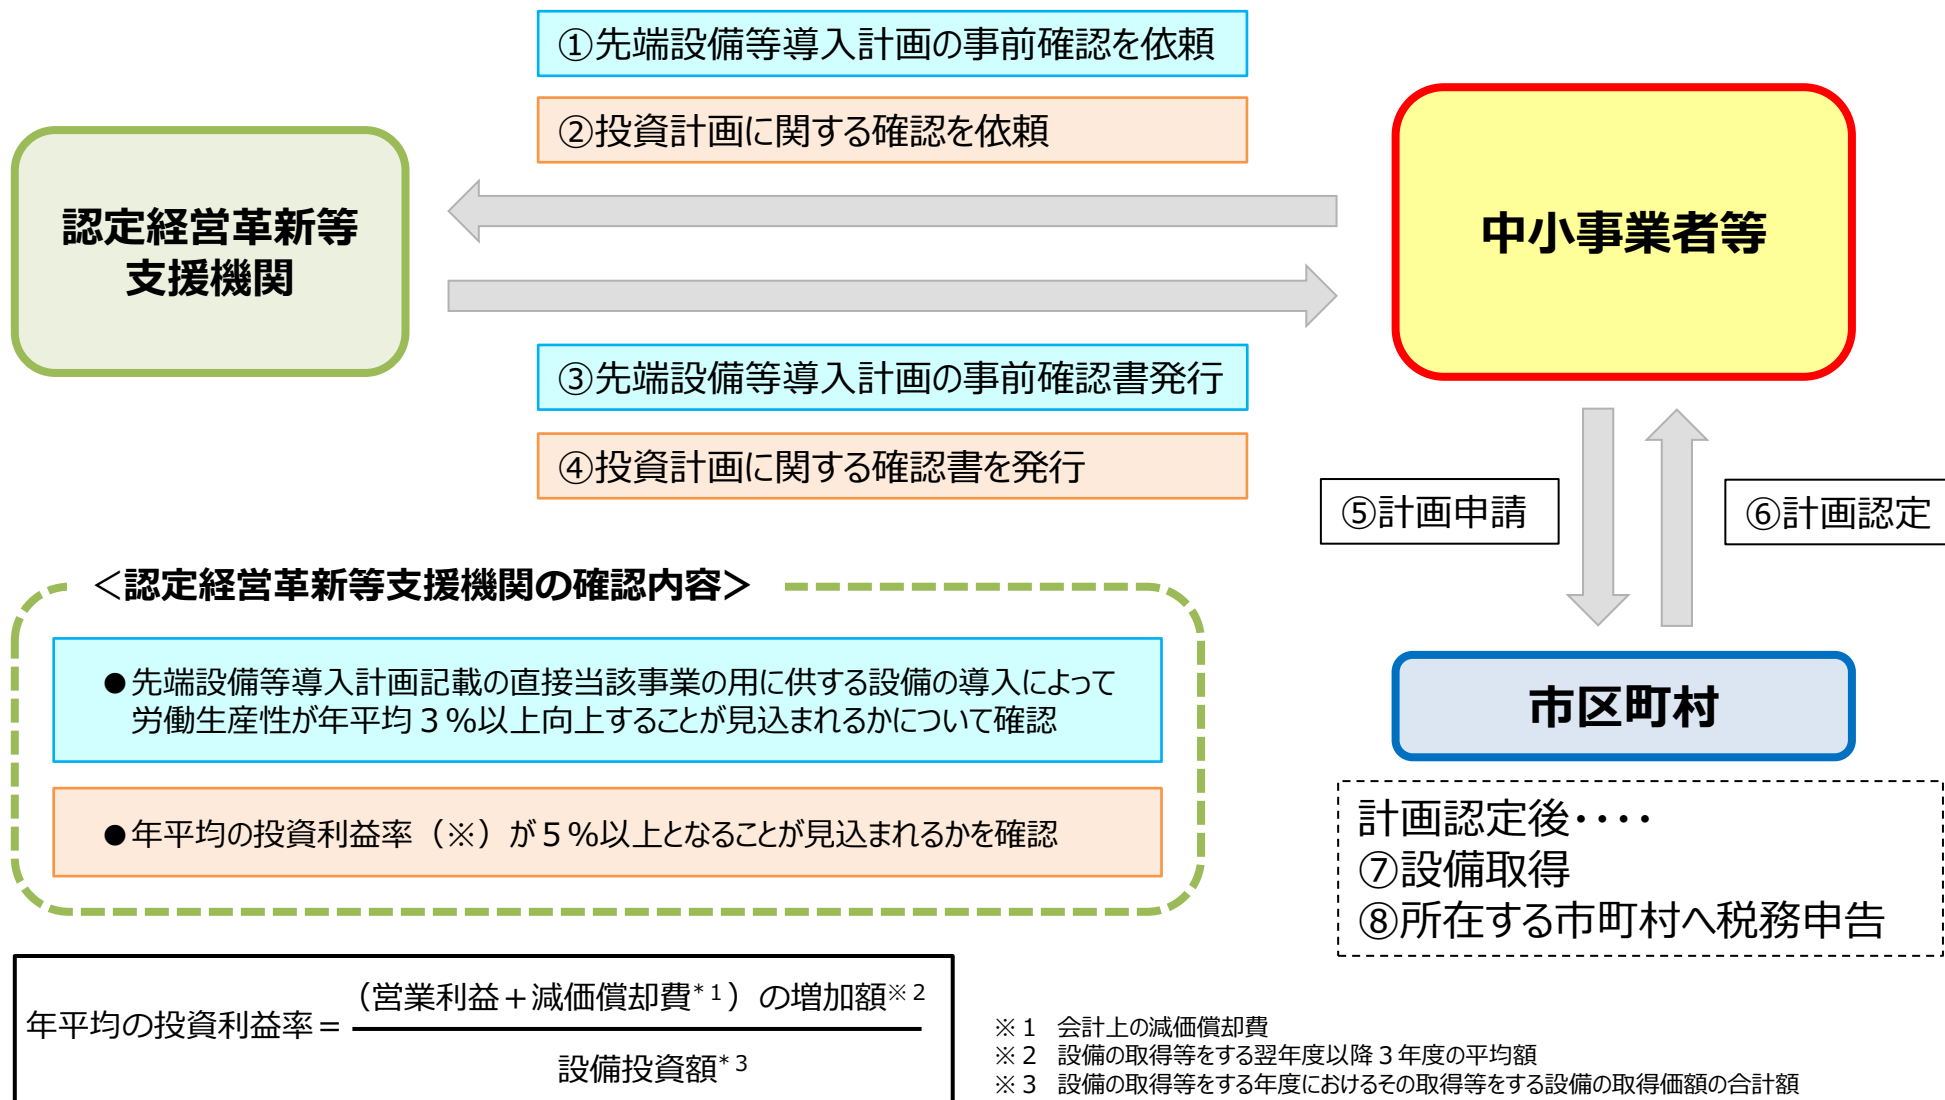 ①先端設備等導入計画の事前確認を依頼
②投資計画に関する確認を依頼
認定経営革新等
支援機関
中小事業者等
③先端設備等導入計画の事前確認書発行
④投資計画に関する確認書を発行
⑤計画申請
⑥計画認定
＜認定経営革新等支援機関の確認内容＞
●先端設備等導入計画記載の直接当該事業の用に供する設備の導入によって
労働生産性が年平均３％以上向上することが見込まれるかについて確認
●年平均の投資利益率（※）が５％以上となることが見込まれるかを確認
市区町村
計画認定後・・・・
⑦設備取得
⑧所在する市町村へ税務申告
年平均の投資利益率＝
（営業利益＋減価償却費*1）の増加額※2
設備投資額*3
※１　会計上の減価償却費
※２　設備の取得等をする翌年度以降３年度の平均額
※３　設備の取得等をする年度におけるその取得等をする設備の取得価額の合計額